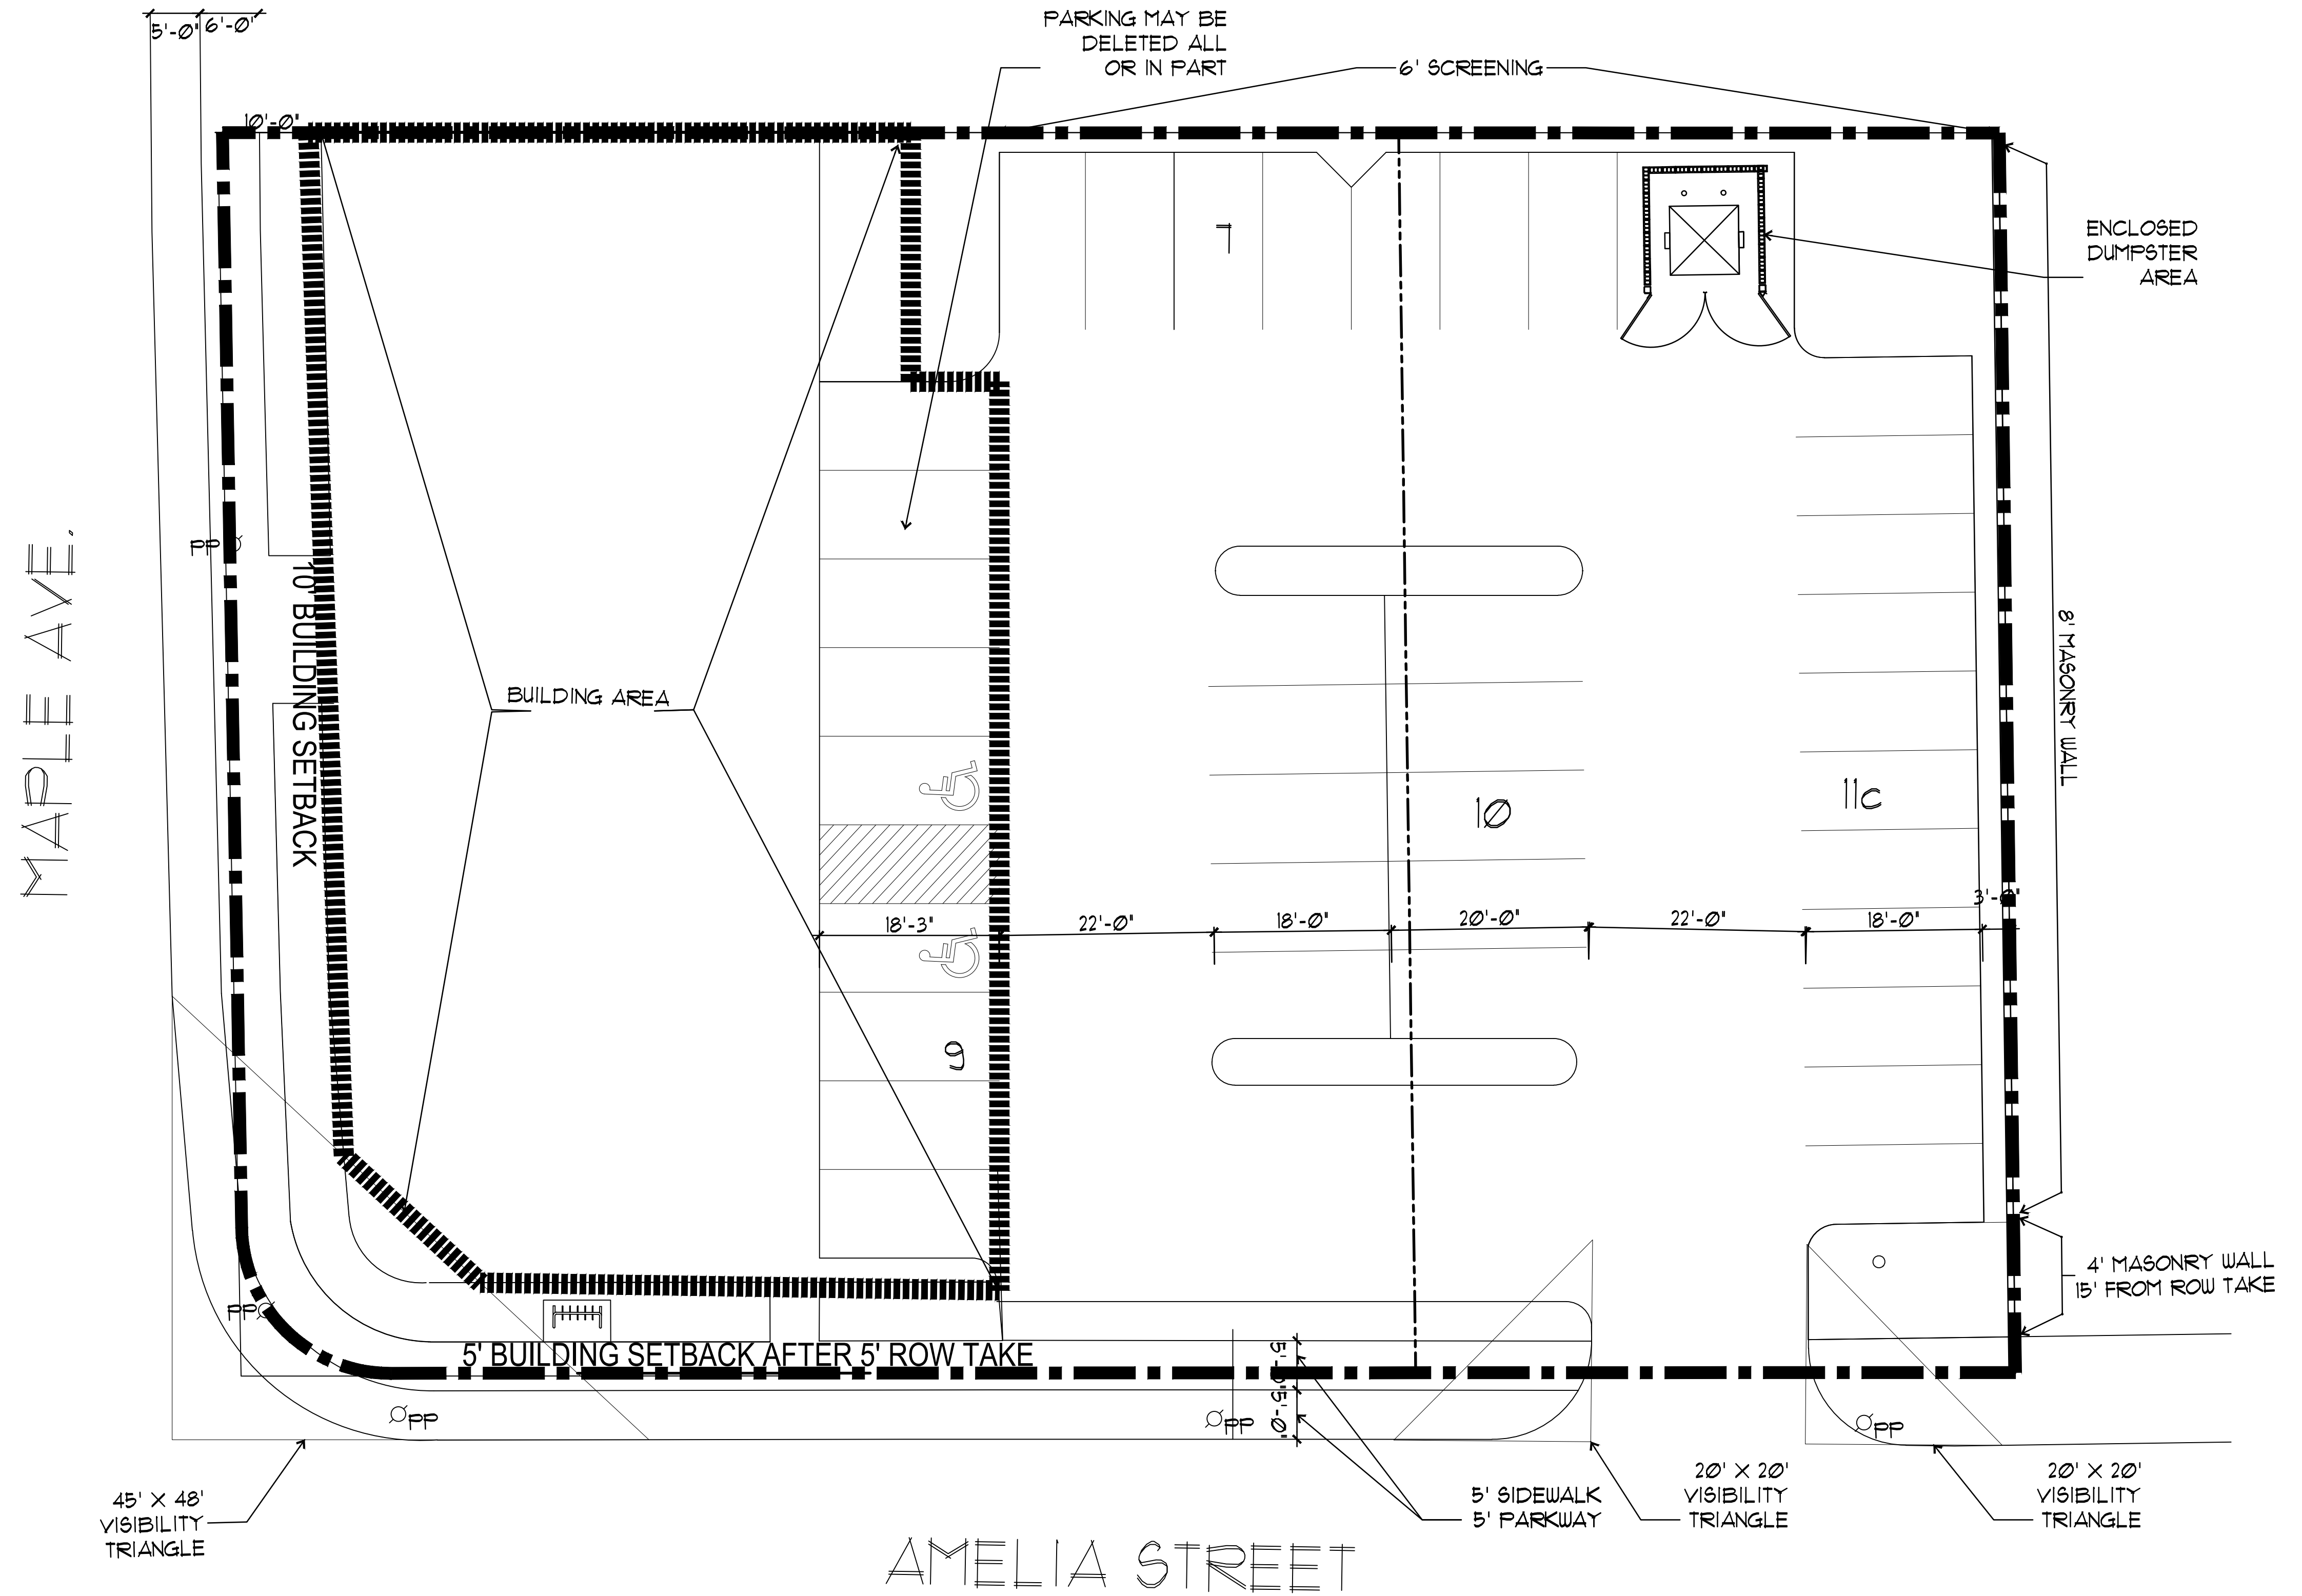 5'-0" 6'-0"
PARKING MAY BE
DELETED ALL
OR IN PART
6' SCREENING
10'-0"
7
ENCLOSED
DUMPSTER
AREA
PP
MAPLE AVE.
10' BUILDING SETBACK
BUILDING AREA
8' MASONRY WALL
10
11c
3'-0"
18'-3"
22'-0"
18'-0"
20'-0"
22'-0"
18'-0"
9
4' MASONRY WALL
15' FROM ROW TAKE
PP
5' BUILDING SETBACK AFTER 5' ROW TAKE
5'-0"
5'-0"
PP
PP
PP
45' X 48'
VISIBILITY
TRIANGLE
5' SIDEWALK
5' PARKWAY
20' X 20'
VISIBILITY
TRIANGLE
20' X 20'
VISIBILITY
TRIANGLE
AMELIA STREET